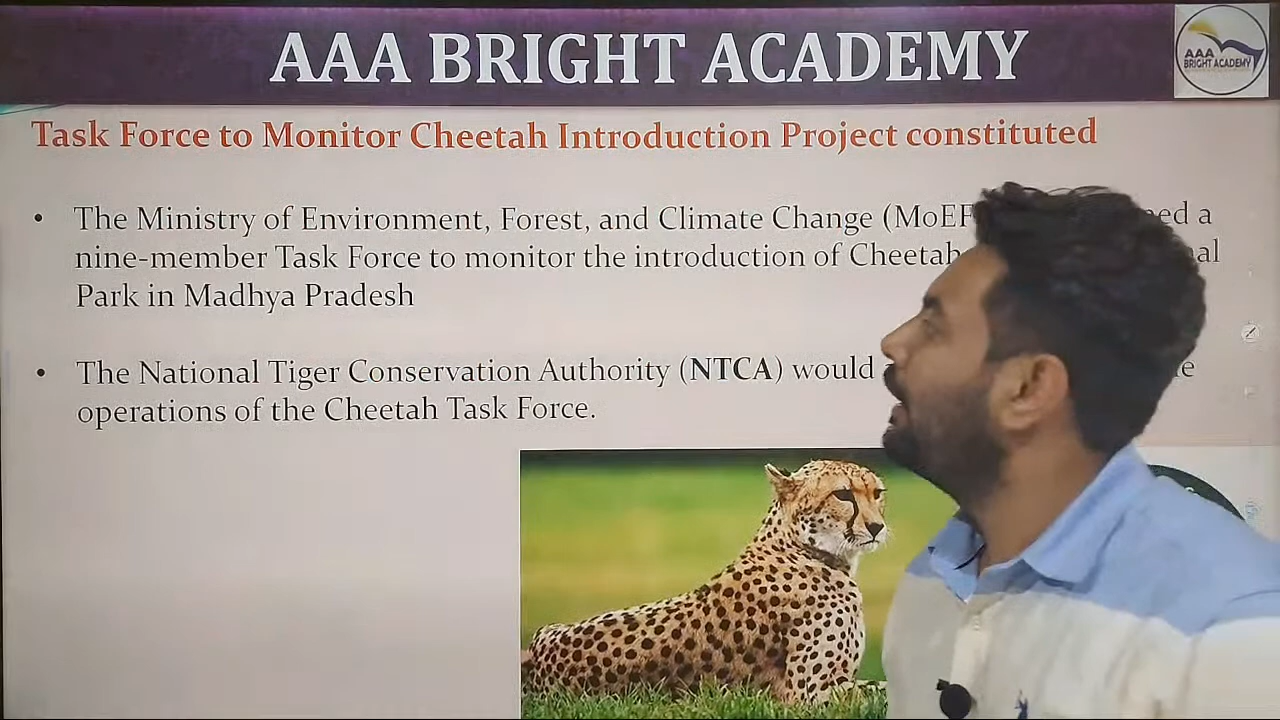 AAA BRIGHT ACADEMY
AAA
BRIGHT ACADEMY
Task Force to Monitor Cheetah Introduction Project constituted
• The Ministry of Environment, Forest, and Climate Change (MoEF a
nine-member Task Force to monitor the introduction of Cheetah
Park in Madhya Pradesh
• The National Tiger Conservation Authority (NTCA) would
operations of the Cheetah Task Force.